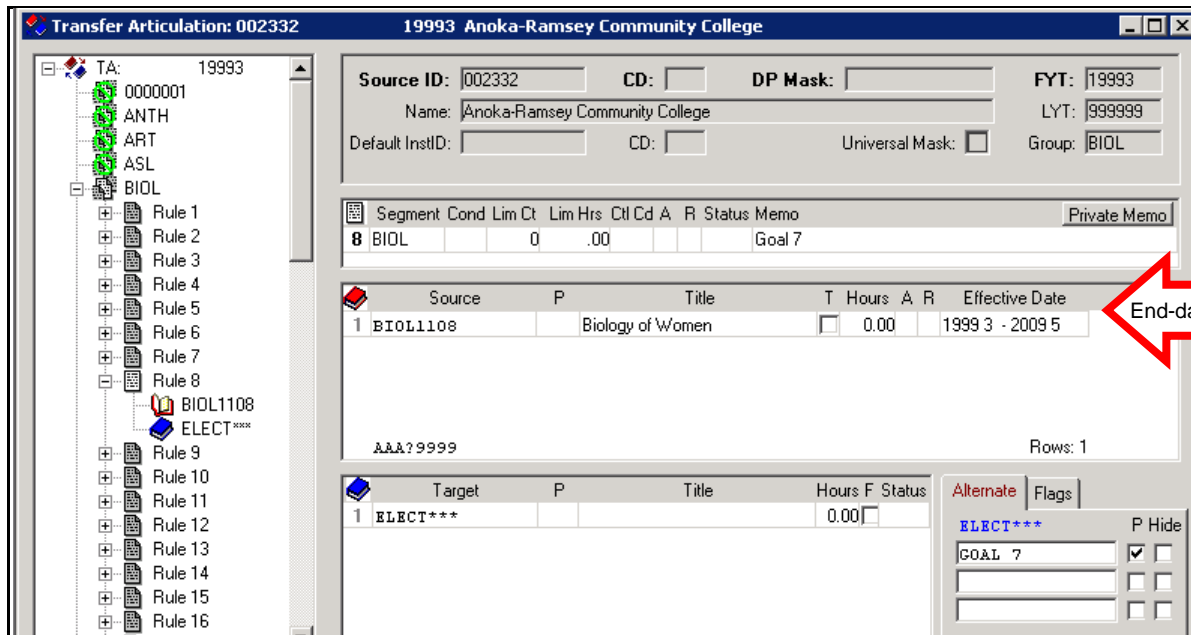 Transfer Articulation: 002332 19993 Anoka-Ramsey Community College
TA: 19993
0000001
ANTH
ART
ASL
BIOL
Rule 1
Rule 2
Rule 3
Rule 4
Rule 5
Rule 6
Rule 7
Rule 8
BIOL1108
ELECT***
Rule 9
Rule 10
Rule 11
Rule 12
Rule 13
Rule 14
Rule 15
Rule 16
Source ID: 002332 CD: DP Mask: FYT: 19993
Name: Anoka-Ramsey Community College LYT: 999999
Default InstID: CD: Universal Mask: Group: BIOL
Segment Cond Lim Ct Lim Hrs Ctl Cd A R Status Memo Private Memo
8 BIOL 0 .00 Goal 7
Source P Title T Hours A R Effective Date
1 BIOL1108 Biology of Women 0.00 1999 3 - 2009 5
End-da
AAA?9999 Rows: 1
Target P Title Hours F Status
1 ELECT*** 0.00
Alternate Flags
ELECT*** P Hide
GOAL 7